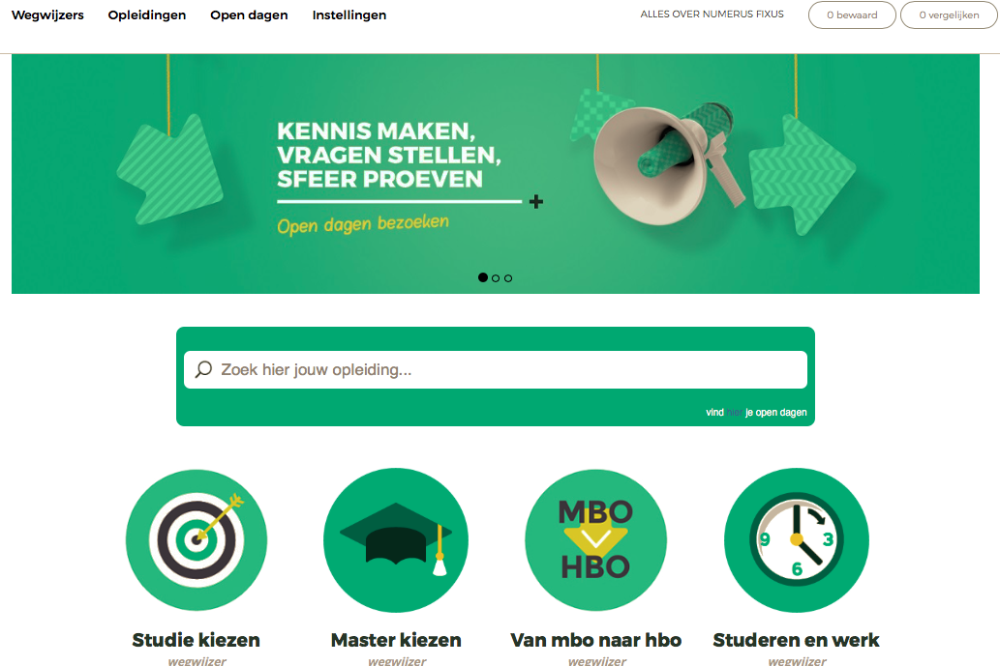 Wegwijzers Opleidingen Open dagen Instellingen ALLES OVER NUMERUS FIXUS 0 bewaard 0 vergelijken
KENNIS MAKEN,
VRAGEN STELLEN,
SFEER PROEVEN
Open dagen bezoeken
Zoek hier jouw opleiding...
vind hier je open dagen
MBO
HBO
9 3
6
Studie kiezen Master kiezen Van mbo naar hbo Studeren en werk
wegwijzer wegwijzer wegwijzer wegwijzer